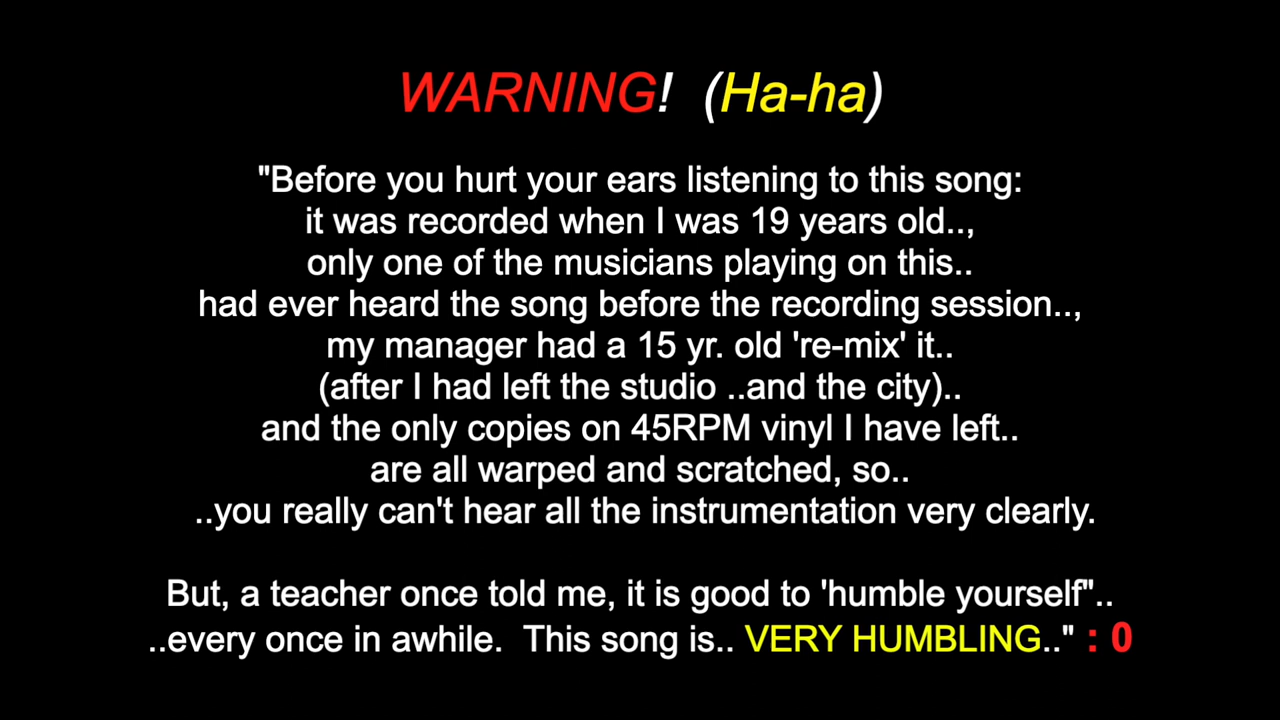 WARNING! (Ha-ha)
"Before you hurt your ears listening to this song:
it was recorded when I was 19 years old..,
only one of the musicians playing on this..
had ever heard the song before the recording session..,
my manager had a 15 yr. old 're-mix' it..
(after I had left the studio ..and the city)..
and the only copies on 45RPM vinyl I have left..
are all warped and scratched, so..
..you really can't hear all the instrumentation very clearly.
But, a teacher once told me, it is good to 'humble yourself"..
..every once in awhile. This song is.. VERY HUMBLING.." : 0